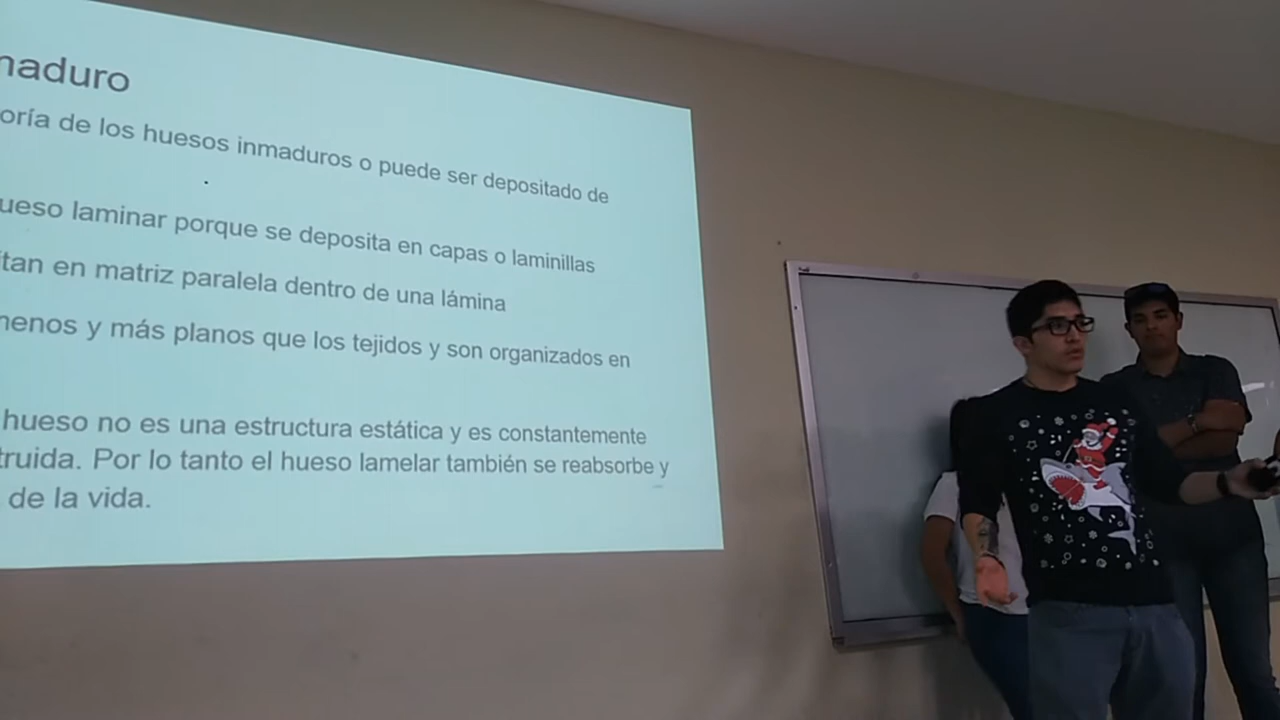 maduro
oría de los huesos inmaduros o puede ser depositado de
ueso laminar porque se deposita en capas o laminillas
itan en matriz paralela dentro de una lámina
menos y más planos que los tejidos y son organizados en
hueso no es una estructura estática y es constantemente
truida. Por lo tanto el hueso lamelar también se reabsorbe y
de la vida.